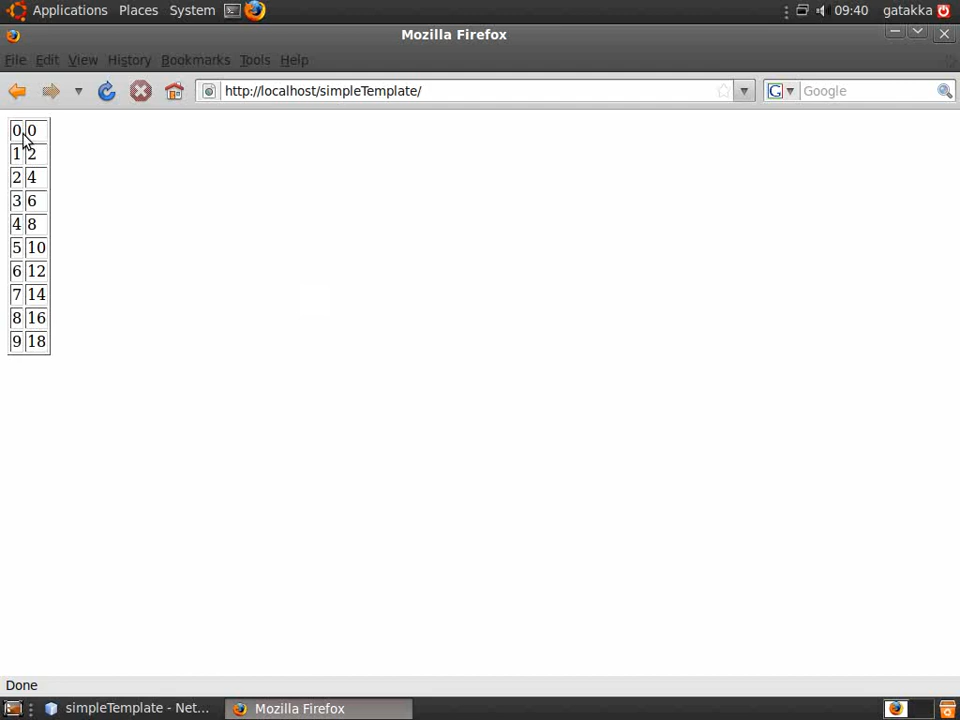 Applications Places System 09:40 gatakka
Mozilla Firefox
File Edit View History Bookmarks Tools Help
http://localhost/simpleTemplate/ G Google
0 0
1 2
2 4
3 6
4 8
5 10
6 12
7 14
8 16
9 18
Done
simpleTemplate - Net... Mozilla Firefox